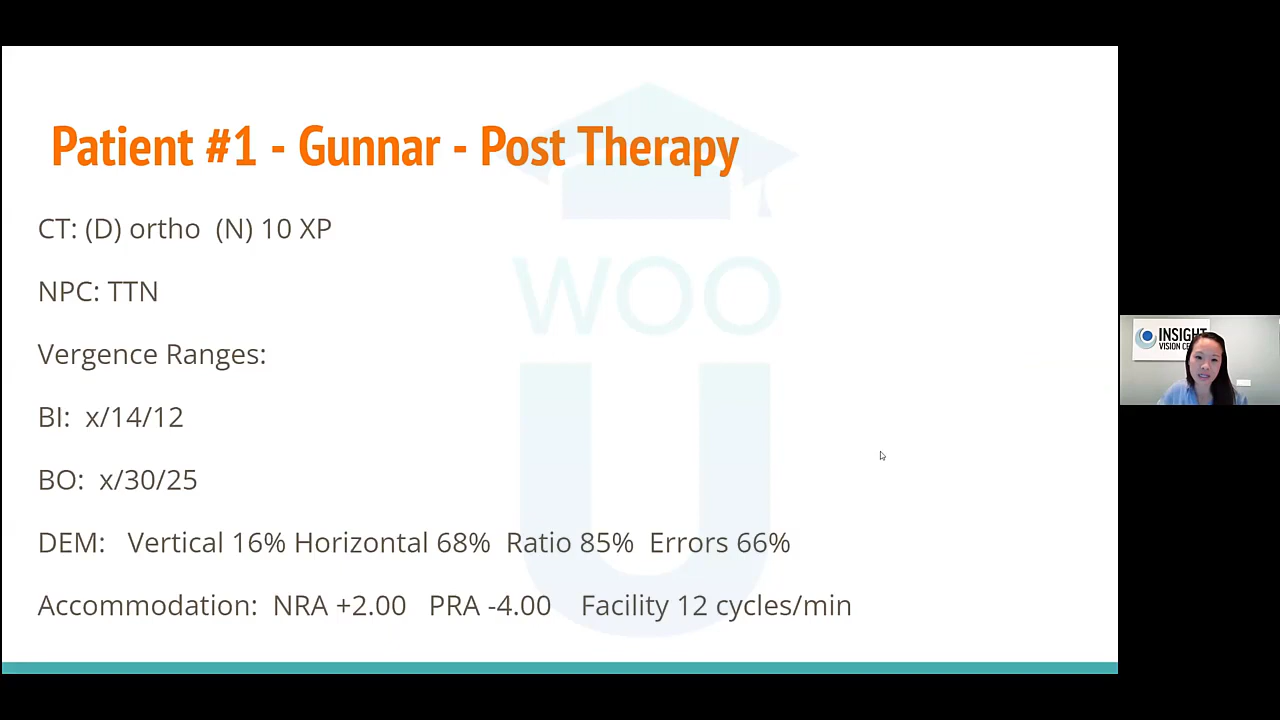 Patient #1 - Gunnar - Post Therapy
CT: (D) ortho (N) 10 XP
NPC: TTN
Vergence Ranges:
BI: x/14/12
BO: x/30/25
DEM: Vertical 16% Horizontal 68% Ratio 85% Errors 66%
Accommodation: NRA +2.00 PRA -4.00 Facility 12 cycles/min
WOO
U
INSIGHT
VISION